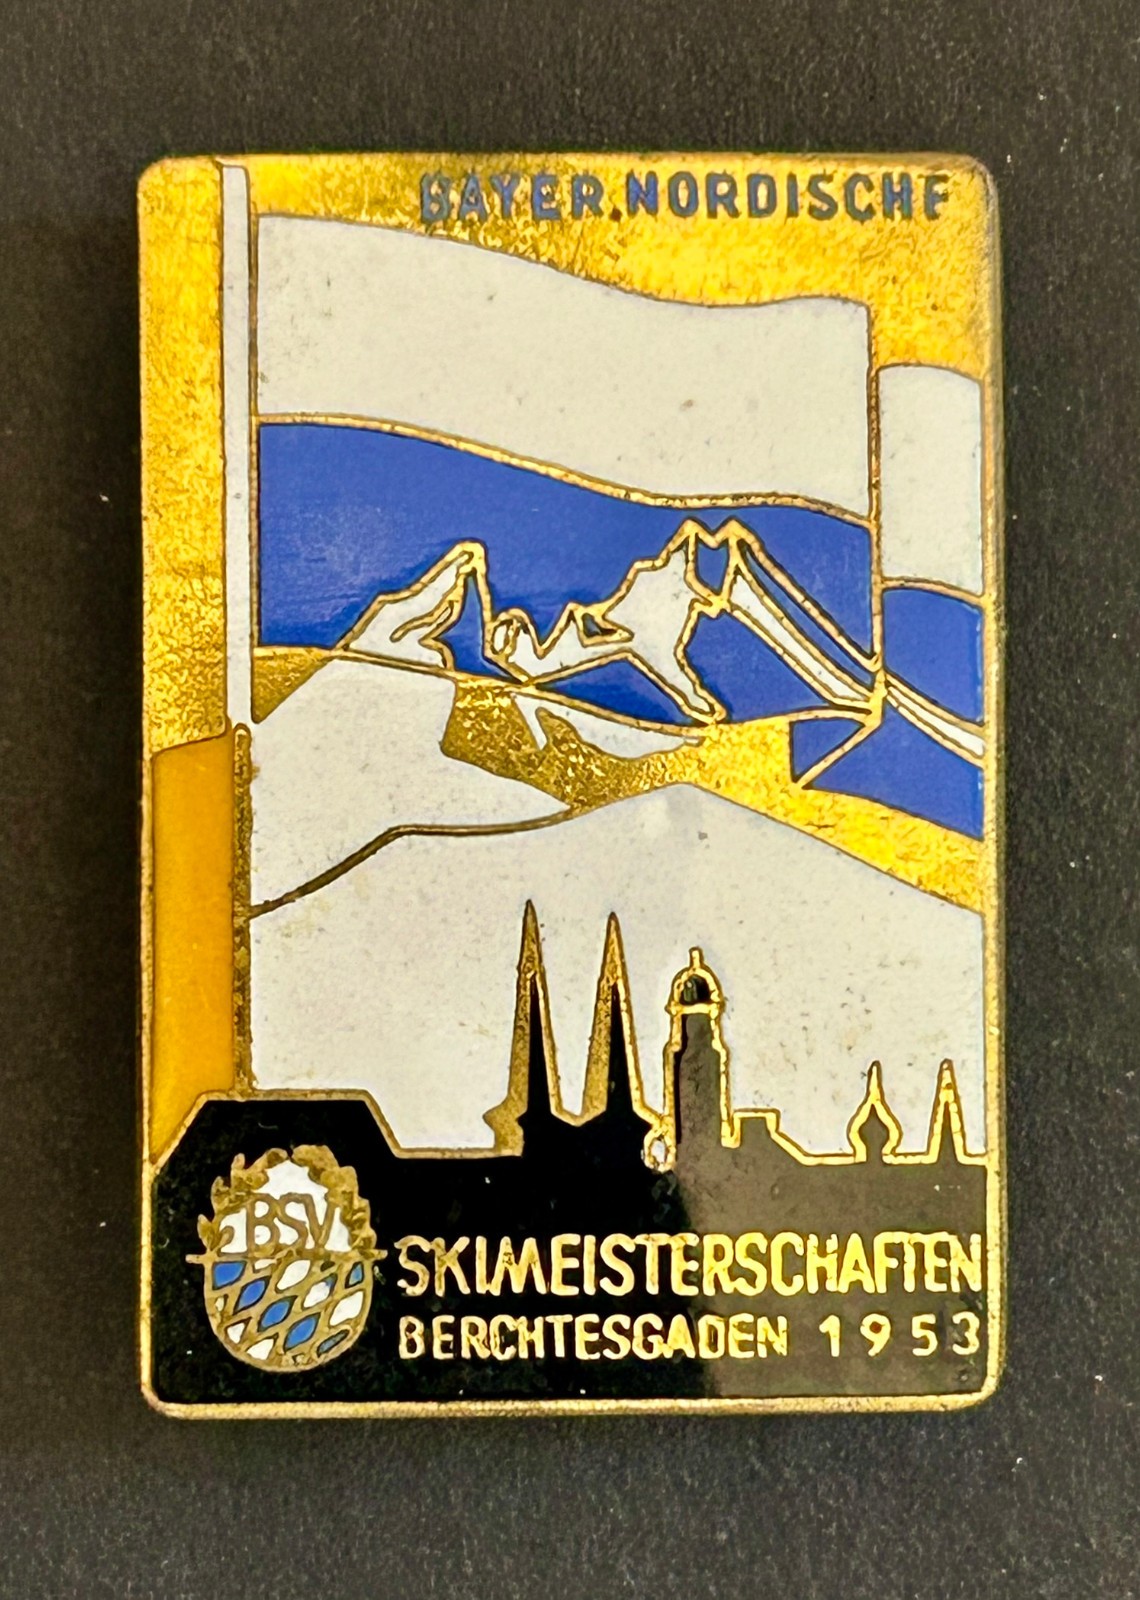 BAYER. NORDISCHE
BSV
SKIMEISTERSCHAFTEN
BERCHTESGADEN 1953